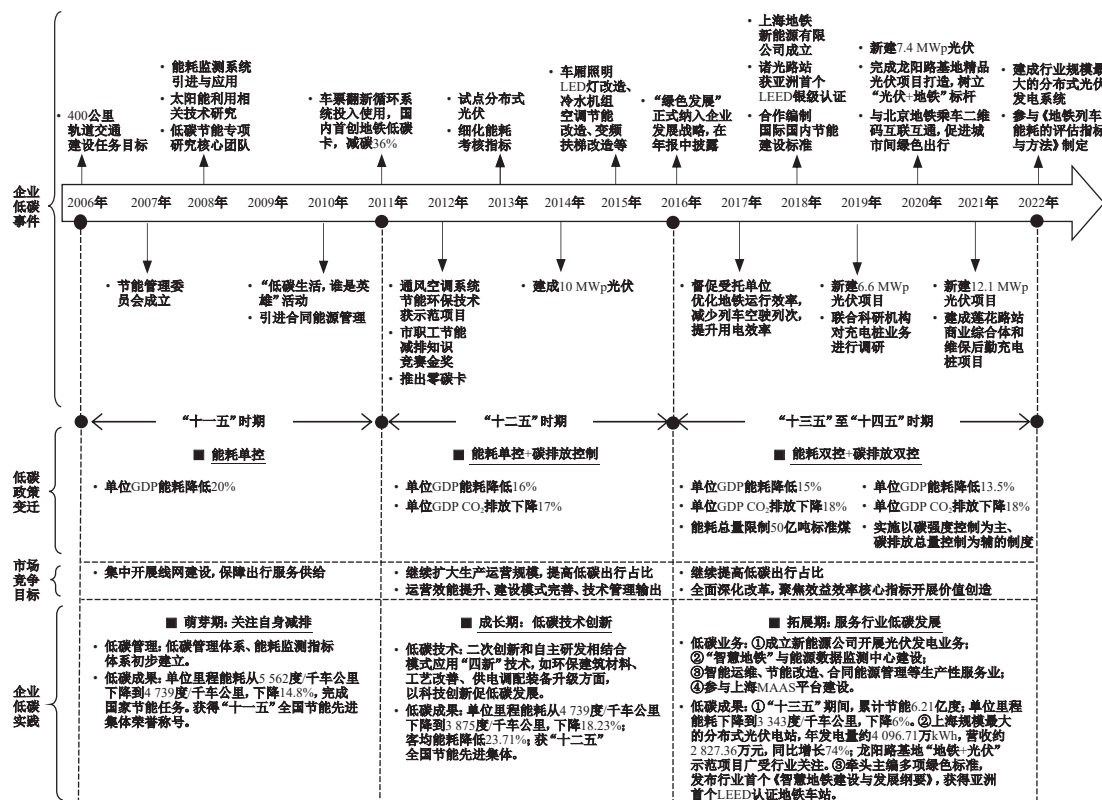 • 400公里
轨道交通
建设任务目标
• 能耗监测系统
引进与应用
• 太阳能利用相
关技术研究
• 低碳节能专项
研究核心团队
• 车票翻新循环系
统投入使用，国
内首创地铁低碳
卡，减碳36%
• 试点分布式
光伏
• 细化能耗
考核指标
• 车厢照明
LED灯改造、
冷水机组
空调节能
改造、变频
扶梯改造等
• “绿色发展”
正式纳入企业
发展战略，在
年报中披露
• 上海地铁
新能源有限
公司成立
• 诸光路站
获亚洲首个
LEED银级认证
• 合作编制
国际国内节能
建设标准
• 新建7.4 MWp光伏
• 完成龙阳路基地精品
光伏项目打造，树立
“光伏+地铁”标杆
• 与北京地铁乘车二维
码互联互通，促进城
市间绿色出行
• 建成行业规模最
大的分布式光伏
发电系统
• 参与《地铁列车
能耗的评估指标
与方法》制定
企业
低碳
事件
2006年 2007年 2008年 2009年 2010年 2011年 2012年 2013年 2014年 2015年 2016年 2017年 2018年 2019年 2020年 2021年 2022年
• 节能管理委
员会成立
• “低碳生活，谁是英
雄”活动
• 引进合同能源管理
• 通风空调系统
节能环保技术
获示范项目
• 市职工节能
减排知识
竞赛金奖
• 推出零碳卡
• 建成10 MWp光伏
• 督促受托单位
优化地铁运行效率，
减少列车空驶列次，
提升用电效率
• 新建6.6 MWp
光伏项目
• 联合科研机构
对充电桩业务
进行调研
• 新建12.1 MWp
光伏项目
• 建成莲花路站
商业综合体和
维保后勤充电
桩项目
“十一五”时期 “十二五”时期 “十三五”至“十四五”时期
低碳
政策
变迁
■ 能耗单控
• 单位GDP能耗降低20%
■ 能耗单控+碳排放控制
• 单位GDP能耗降低16%
• 单位GDP CO₂排放下降17%
■ 能耗双控+碳排放双控
• 单位GDP能耗降低15%
• 单位GDP CO₂排放下降18%
• 能耗总量限制50亿吨标准煤
• 单位GDP能耗降低13.5%
• 单位GDP CO₂排放下降18%
• 实施以碳强度控制为主、
碳排放总量控制为辅的制度
市场
竞争
目标
• 集中开展线网建设，保障出行服务供给
• 继续扩大生产运营规模，提高低碳出行占比
• 运营效能提升、建设模式完善、技术管理输出
• 继续提高低碳出行占比
• 全面深化改革，聚焦效益效率核心指标开展价值创造
企业
低碳
实践
■ 萌芽期：关注自身减排
• 低碳管理：低碳管理体系、能耗监测指标
体系初步建立。
• 低碳成果：单位里程能耗从5 562度/千车公里
下降到4 739度/千车公里，下降14.8%，完成
国家节能任务。获得“十一五”全国节能先进
集体荣誉称号。
■ 成长期：低碳技术创新
• 低碳技术：二次创新和自主研发相结合
模式应用“四新”技术，如环保建筑材料、
工艺改善、供电调配装备升级方面，
以科技创新促低碳发展。
• 低碳成果：单位里程能耗从4 739度/千车公里
下降到3 875度/千车公里，下降18.23%；
客均能耗降低23.71%；获“十二五”
全国节能先进集体。
■ 拓展期：服务行业低碳发展
• 低碳业务：①成立新能源公司开展光伏发电业务；
②“智慧地铁”与能源数据监测中心建设；
③智能运维、节能改造、合同能源管理等生产性服务业；
④参与上海MAAS平台建设。
• 低碳成果：①“十三五”期间，累计节能6.21亿度；单位里程
能耗下降到3 343度/千车公里，下降6%。②上海规模最大
的分布式光伏电站，年发电量约4 096.71万kWh，营收约
2 827.36万元，同比增长74%；龙阳路基地“地铁+光伏”
示范项目广受行业关注。③牵头主编多项绿色标准，
发布行业首个《智慧地铁建设与发展纲要》，获得亚洲
首个LEED认证地铁车站。